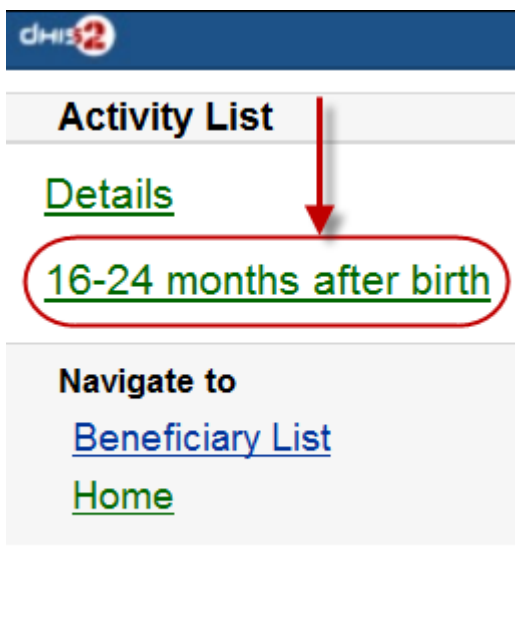 dHIS2
Activity List
Details
16-24 months after birth
Navigate to
Beneficiary List
Home